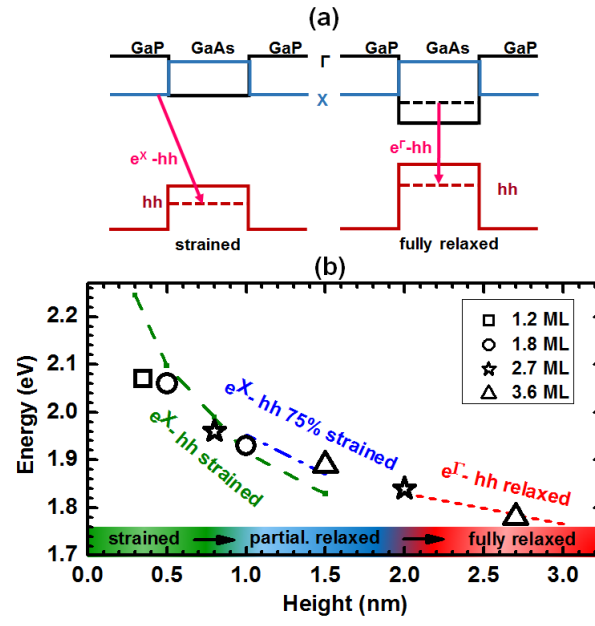 (a)
GaP GaAs GaP
GaP GaAs GaP
Γ
X
eX -hh
eΓ-hh
hh
hh
strained
fully relaxed
(b)
2.2
2.1
2.0
1.9
1.8
1.7
Energy (eV)
1.2 ML
1.8 ML
2.7 ML
3.6 ML
eX- hh strained
eX- hh 75% strained
eΓ- hh relaxed
strained partial. relaxed fully relaxed
0.0 0.5 1.0 1.5 2.0 2.5 3.0
Height (nm)